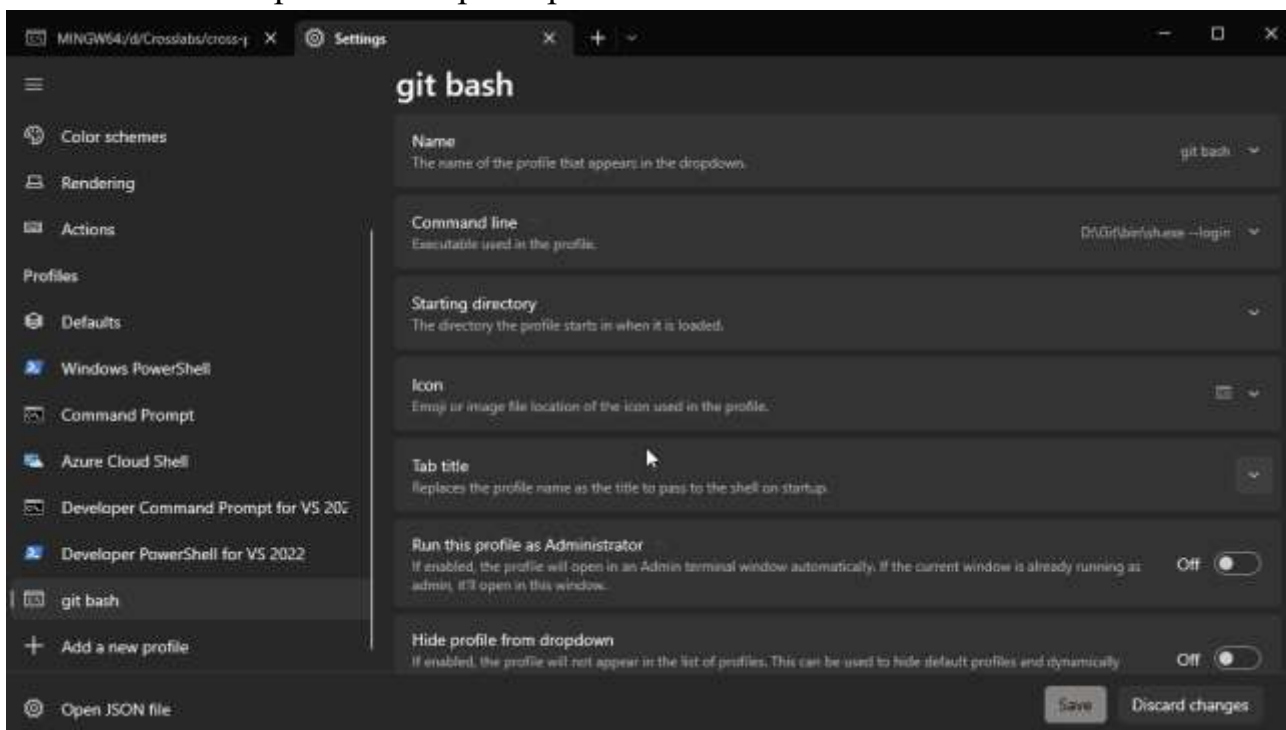 MINGW64:/d/Crosslabs/cross-p
Settings
git bash
Color schemes
Rendering
Actions
Profiles
Defaults
Windows PowerShell
Command Prompt
Azure Cloud Shell
Developer Command Prompt for VS 202
Developer PowerShell for VS 2022
git bash
Add a new profile
Open JSON file
Name
git bash
The name of the profile that appears in the dropdown.
Command line
D:\Git\bin\sh.exe --login
Executable used in the profile.
Starting directory
The directory the profile starts in when it is loaded.
Icon
Emoji or image file location of the icon used in the profile.
Tab title
Replaces the profile name as the title to pass to the shell on startup.
Run this profile as Administrator
If enabled, the profile will open in an Admin terminal window automatically. If the current window is already running as
Off
admin, it'll open in this window.
Hide profile from dropdown
If enabled, the profile will not appear in the list of profiles. This can be used to hide default profiles and dynamically
Off
Save
Discard changes